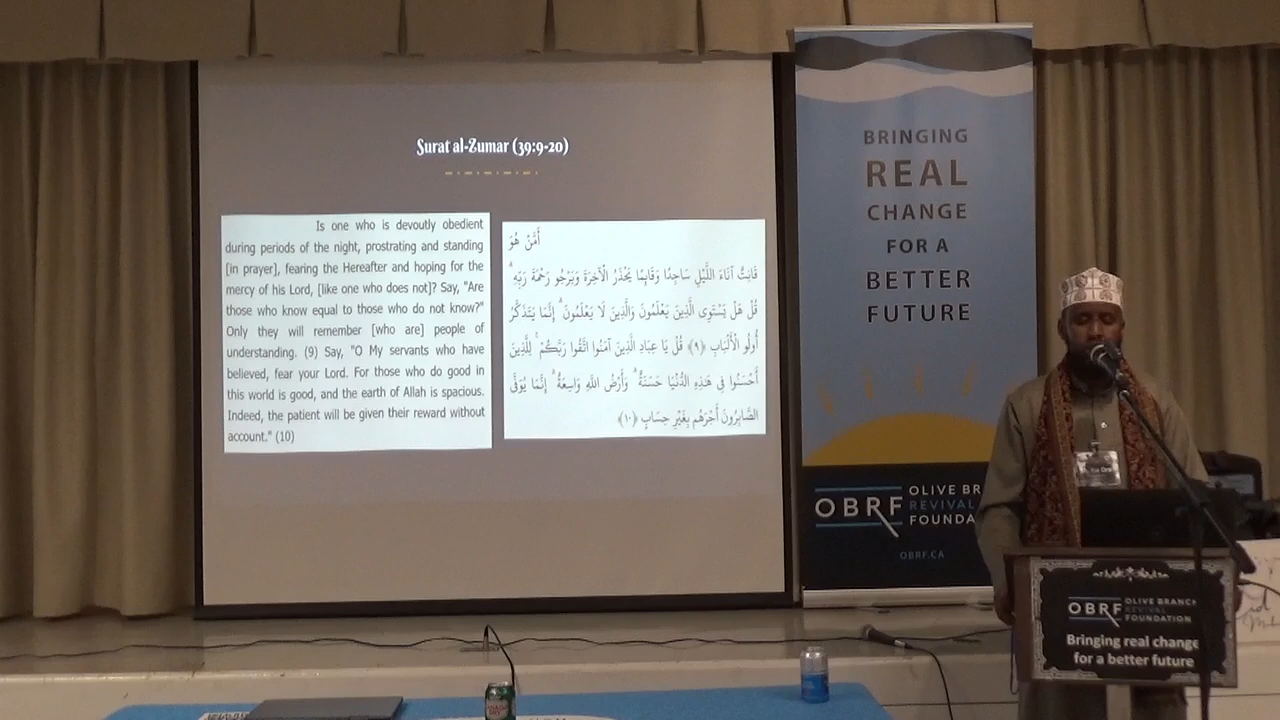 Surat al-Zumar (39:9-20)
Is one who is devoutly obedient
during periods of the night, prostrating and standing
[in prayer], fearing the Hereafter and hoping for the
mercy of his Lord, [like one who does not]? Say, "Are
those who know equal to those who do not know?"
Only they will remember [who are] people of
understanding. (9) Say, "O My servants who have
believed, fear your Lord. For those who do good in
this world is good, and the earth of Allah is spacious.
Indeed, the patient will be given their reward without
account." (10)
أَمَّنْ هُوَ
قَانِتٌ آنَاءَ اللَّيْلِ سَاجِدًا وَقَائِمًا يَحْذَرُ الْآخِرَةَ وَيَرْجُو رَحْمَةَ رَبِّهِ ۗ
قُلْ هَلْ يَسْتَوِى الَّذِينَ يَعْلَمُونَ وَالَّذِينَ لَا يَعْلَمُونَ ۗ إِنَّمَا يَتَذَكَّرُ
أُولُو الْأَلْبَابِ ﴿٩﴾ قُلْ يَا عِبَادِ الَّذِينَ آمَنُوا اتَّقُوا رَبَّكُمْ ۚ لِلَّذِينَ
أَحْسَنُوا فِى هَذِهِ الدُّنْيَا حَسَنَةٌ ۗ وَأَرْضُ اللَّهِ وَاسِعَةٌ ۗ إِنَّمَا يُوَفَّى
الصَّابِرُونَ أَجْرَهُم بِغَيْرِ حِسَابٍ ﴿١٠﴾
BRINGING
REAL
CHANGE
FOR A
BETTER
FUTURE
OBRF
OLIVE BR
REVIVAL
FOUNDA
OBRF.CA
OBRF
OLIVE BRANCH
REVIVAL
FOUNDATION
Bringing real change
for a better future